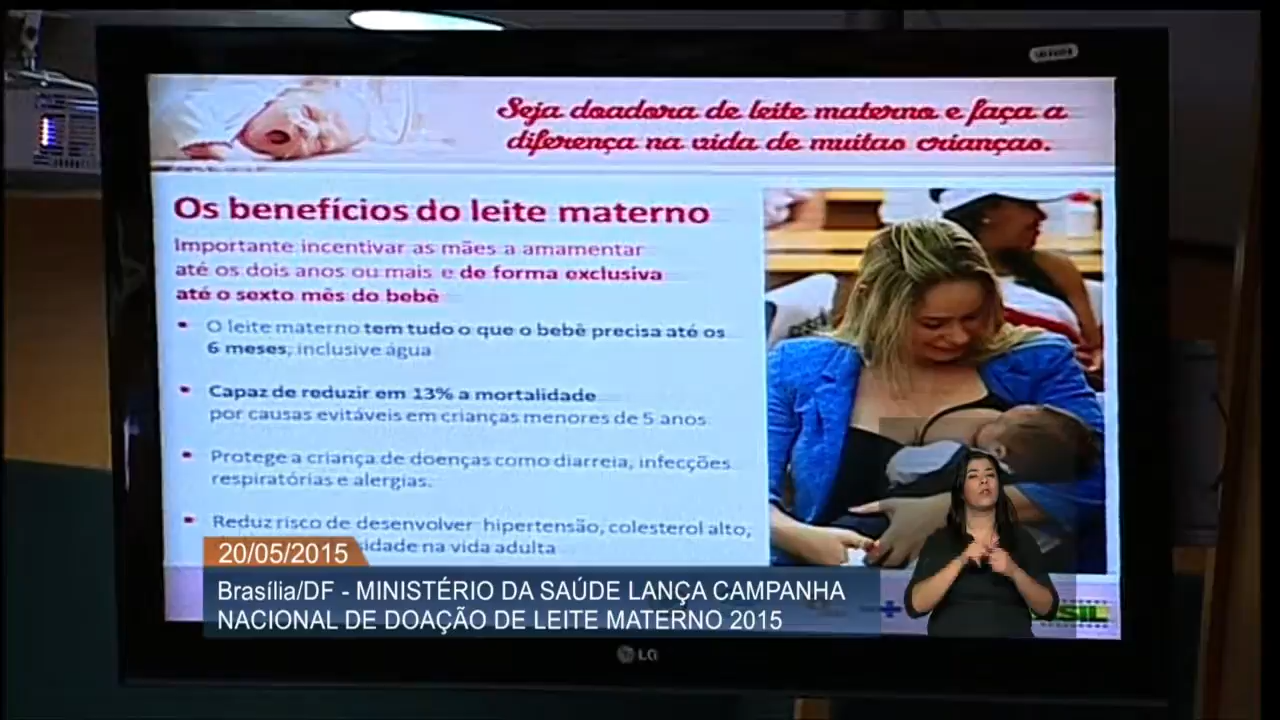 Seja doadora de leite materno e faça a
diferença na vida de muitas crianças.
Os benefícios do leite materno
Importante incentivar as mães a amamentar
até os dois anos ou mais e de forma exclusiva
até o sexto mês do bebê
• O leite materno tem tudo o que o bebê precisa até os
6 meses, inclusive água
• Capaz de reduzir em 13% a mortalidade
por causas evitáveis em crianças menores de 5 anos.
• Protege a criança de doenças como diarreia, infecções
respiratórias e alergias.
• Reduz risco de desenvolver hipertensão, colesterol alto,
na vida adulta
20/05/2015
Brasília/DF - MINISTÉRIO DA SAÚDE LANÇA CAMPANHA
NACIONAL DE DOAÇÃO DE LEITE MATERNO 2015
LG